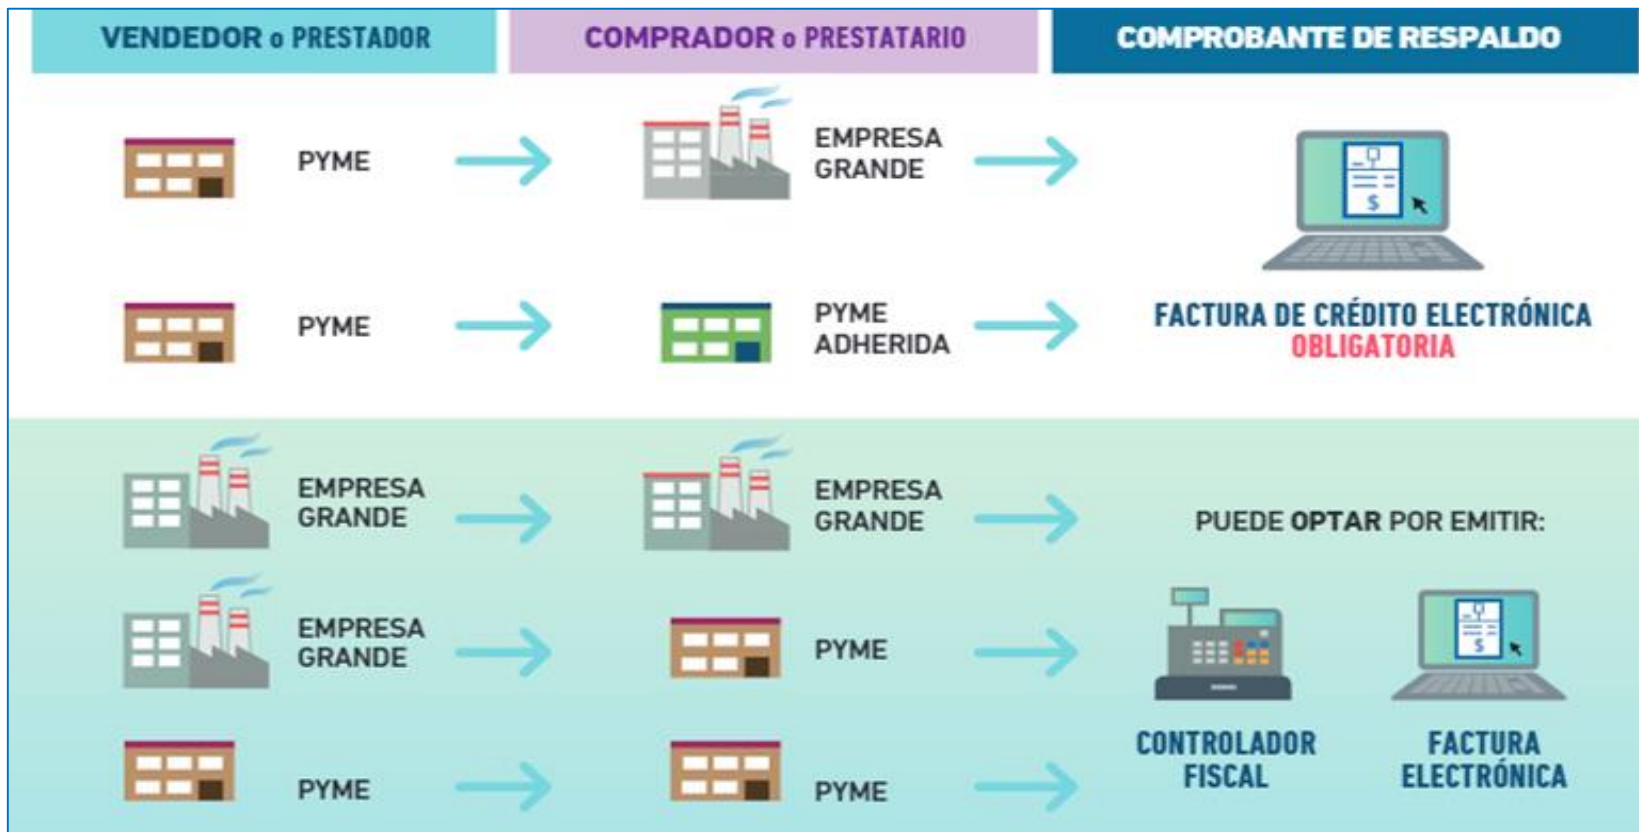 VENDEDOR o PRESTADOR
COMPRADOR o PRESTATARIO
COMPROBANTE DE RESPALDO
PYME
EMPRESA
GRANDE
$
PYME
PYME
ADHERIDA
FACTURA DE CRÉDITO ELECTRÓNICA
OBLIGATORIA
EMPRESA
GRANDE
EMPRESA
GRANDE
PUEDE OPTAR POR EMITIR:
EMPRESA
GRANDE
PYME
$
PYME
PYME
CONTROLADOR
FISCAL
FACTURA
ELECTRÓNICA